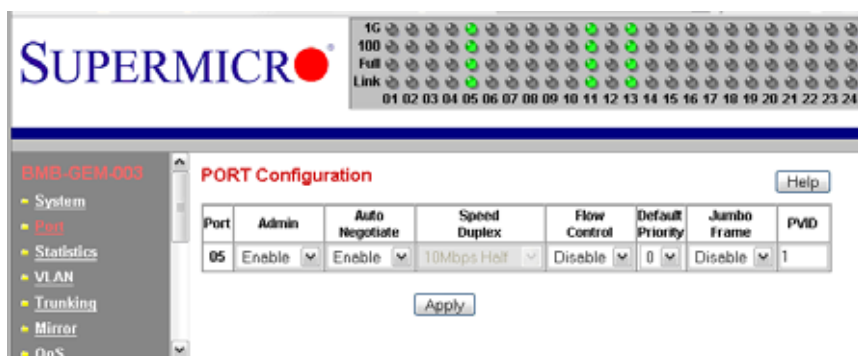 SUPERMICRO
1G
100
Full
Link
01 02 03 04 05 06 07 08 09 10 11 12 13 14 15 16 17 18 19 20 21 22 23 24
BMB-GEM-003
System
Port
Statistics
VLAN
Trunking
Mirror
QoS
PORT Configuration
Help
Port Admin Auto Negotiate Speed Duplex Flow Control Default Priority Jumbo Frame PVID
05 Enable Enable 10Mbps Half Disable 0 Disable 1
Apply